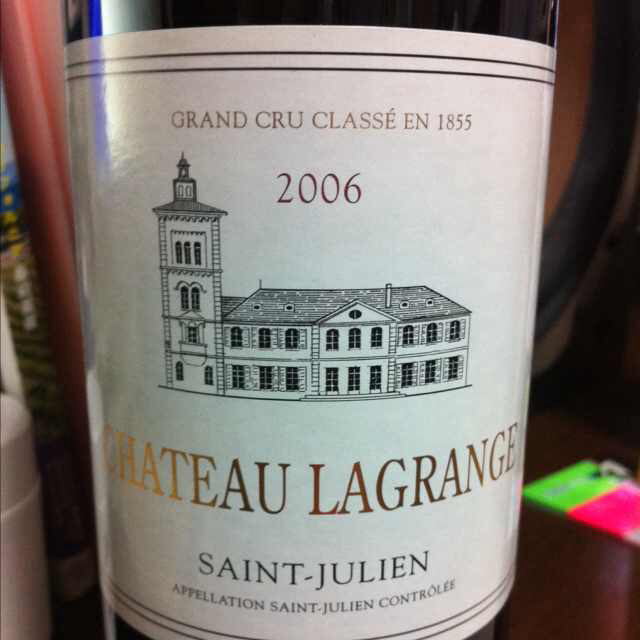 GRAND CRU CLASSÉ EN 1855
2006
CHATEAU LAGRANGE
SAINT-JULIEN
APPELLATION SAINT-JULIEN CONTRÔLÉE